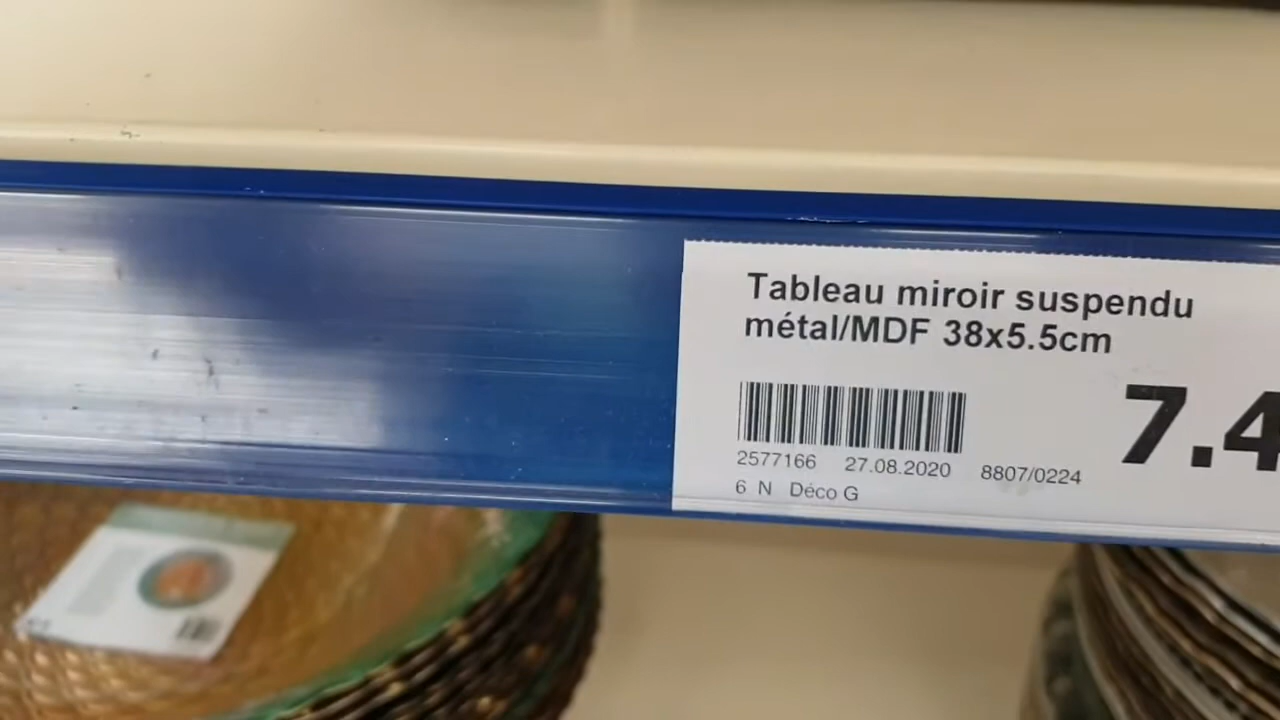 Tableau miroir suspendu
métal/MDF 38x5.5cm
7.4
2577166 27.08.2020 8807/0224
6 N Déco G